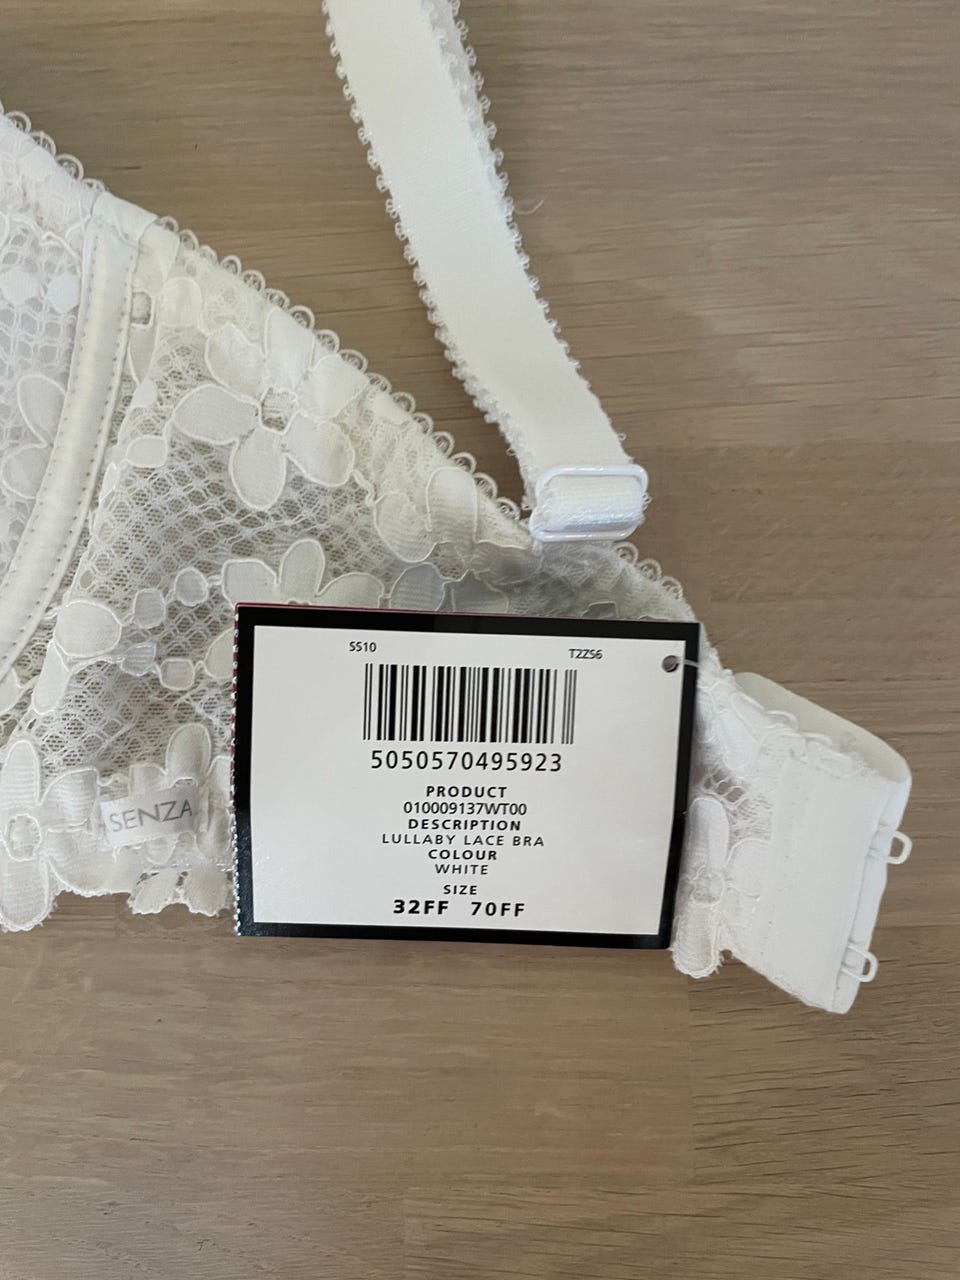 SS10 T2ZS6
5050570495923
PRODUCT
010009137WT00
DESCRIPTION
LULLABY LACE BRA
COLOUR
WHITE
SIZE
32FF 70FF
SENZA